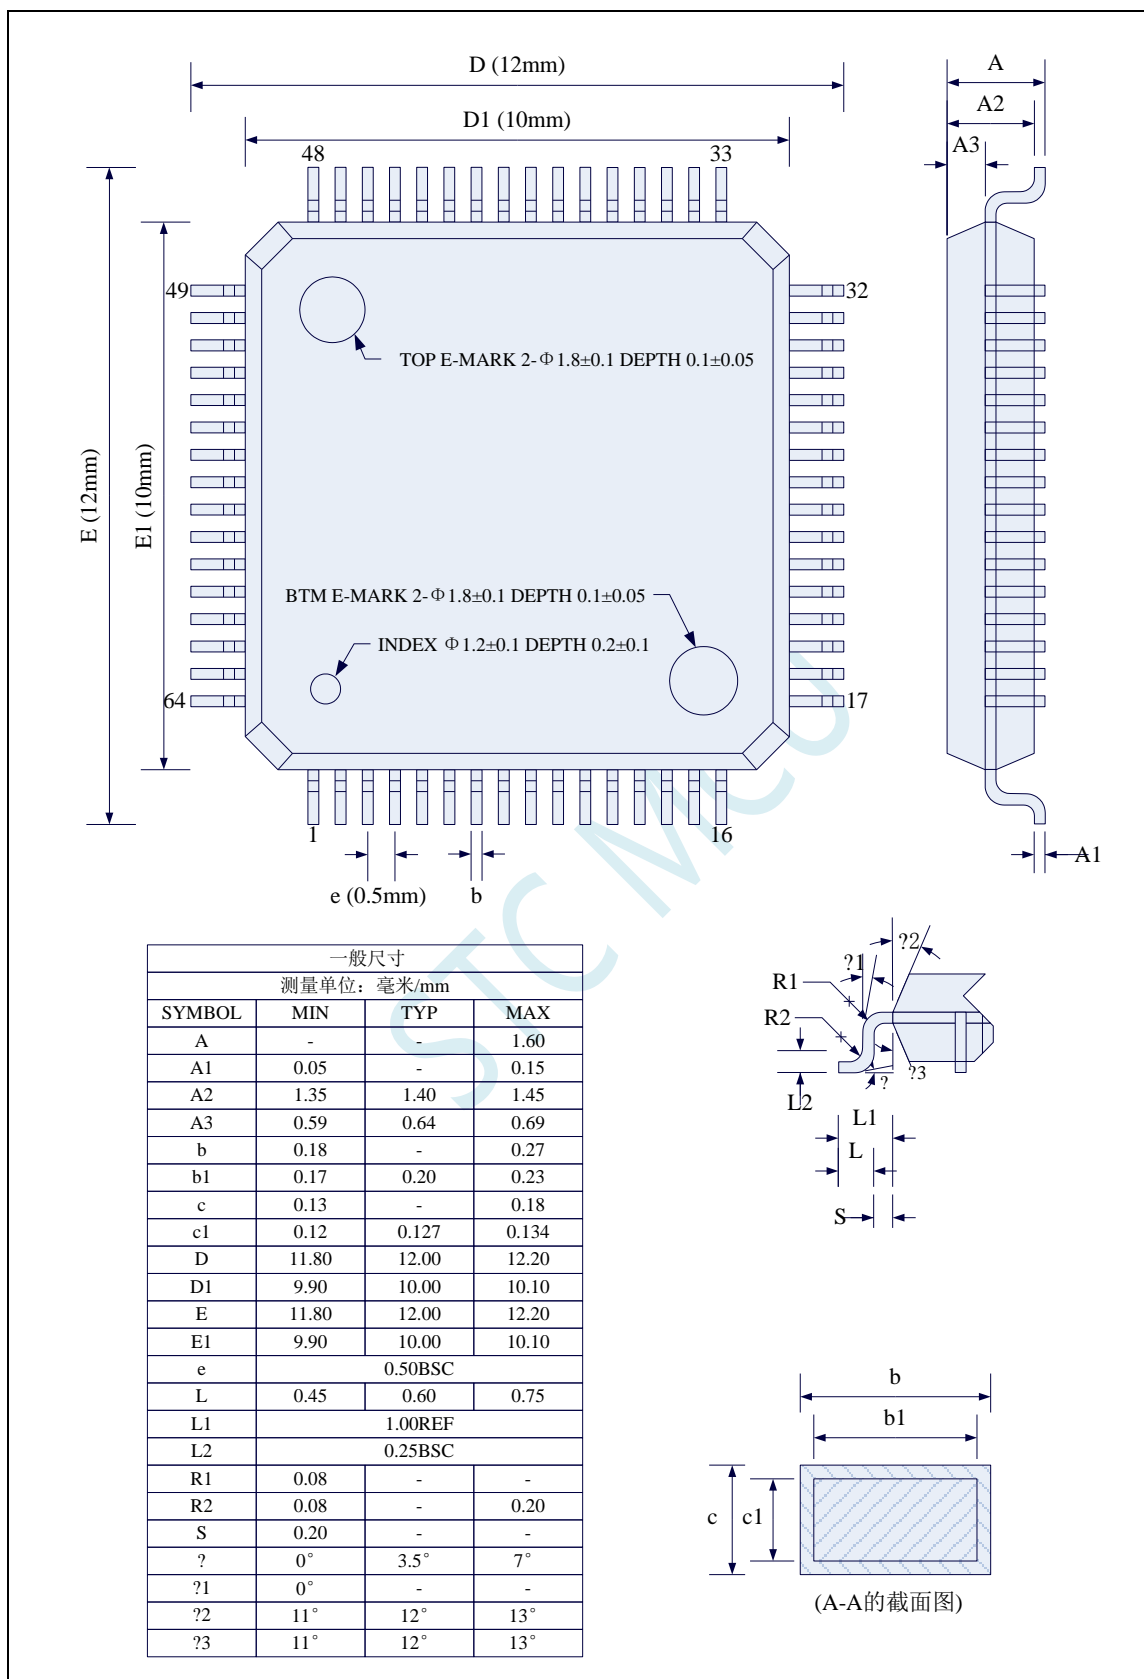 D (12mm)
D1 (10mm)
A
A2
A3
48
33
49
32
TOP E-MARK 2-Φ1.8±0.1 DEPTH 0.1±0.05
E (12mm)
E1 (10mm)
BTM E-MARK 2-Φ1.8±0.1 DEPTH 0.1±0.05
INDEX Φ1.2±0.1 DEPTH 0.2±0.1
64
17
1
16
A1
e (0.5mm)
b
STC MCU
一般尺寸
测量单位：毫米/mm
SYMBOL MIN TYP MAX
A - - 1.60
A1 0.05 - 0.15
A2 1.35 1.40 1.45
A3 0.59 0.64 0.69
b 0.18 - 0.27
b1 0.17 0.20 0.23
c 0.13 - 0.18
c1 0.12 0.127 0.134
D 11.80 12.00 12.20
D1 9.90 10.00 10.10
E 11.80 12.00 12.20
E1 9.90 10.00 10.10
e 0.50BSC
L 0.45 0.60 0.75
L1 1.00REF
L2 0.25BSC
R1 0.08 - -
R2 0.08 - 0.20
S 0.20 - -
? 0° 3.5° 7°
?1 0° - -
?2 11° 12° 13°
?3 11° 12° 13°
?2
?1
R1
R2
?
?3
L2
L1
L
S
b
b1
c
c1
(A-A的截面图)